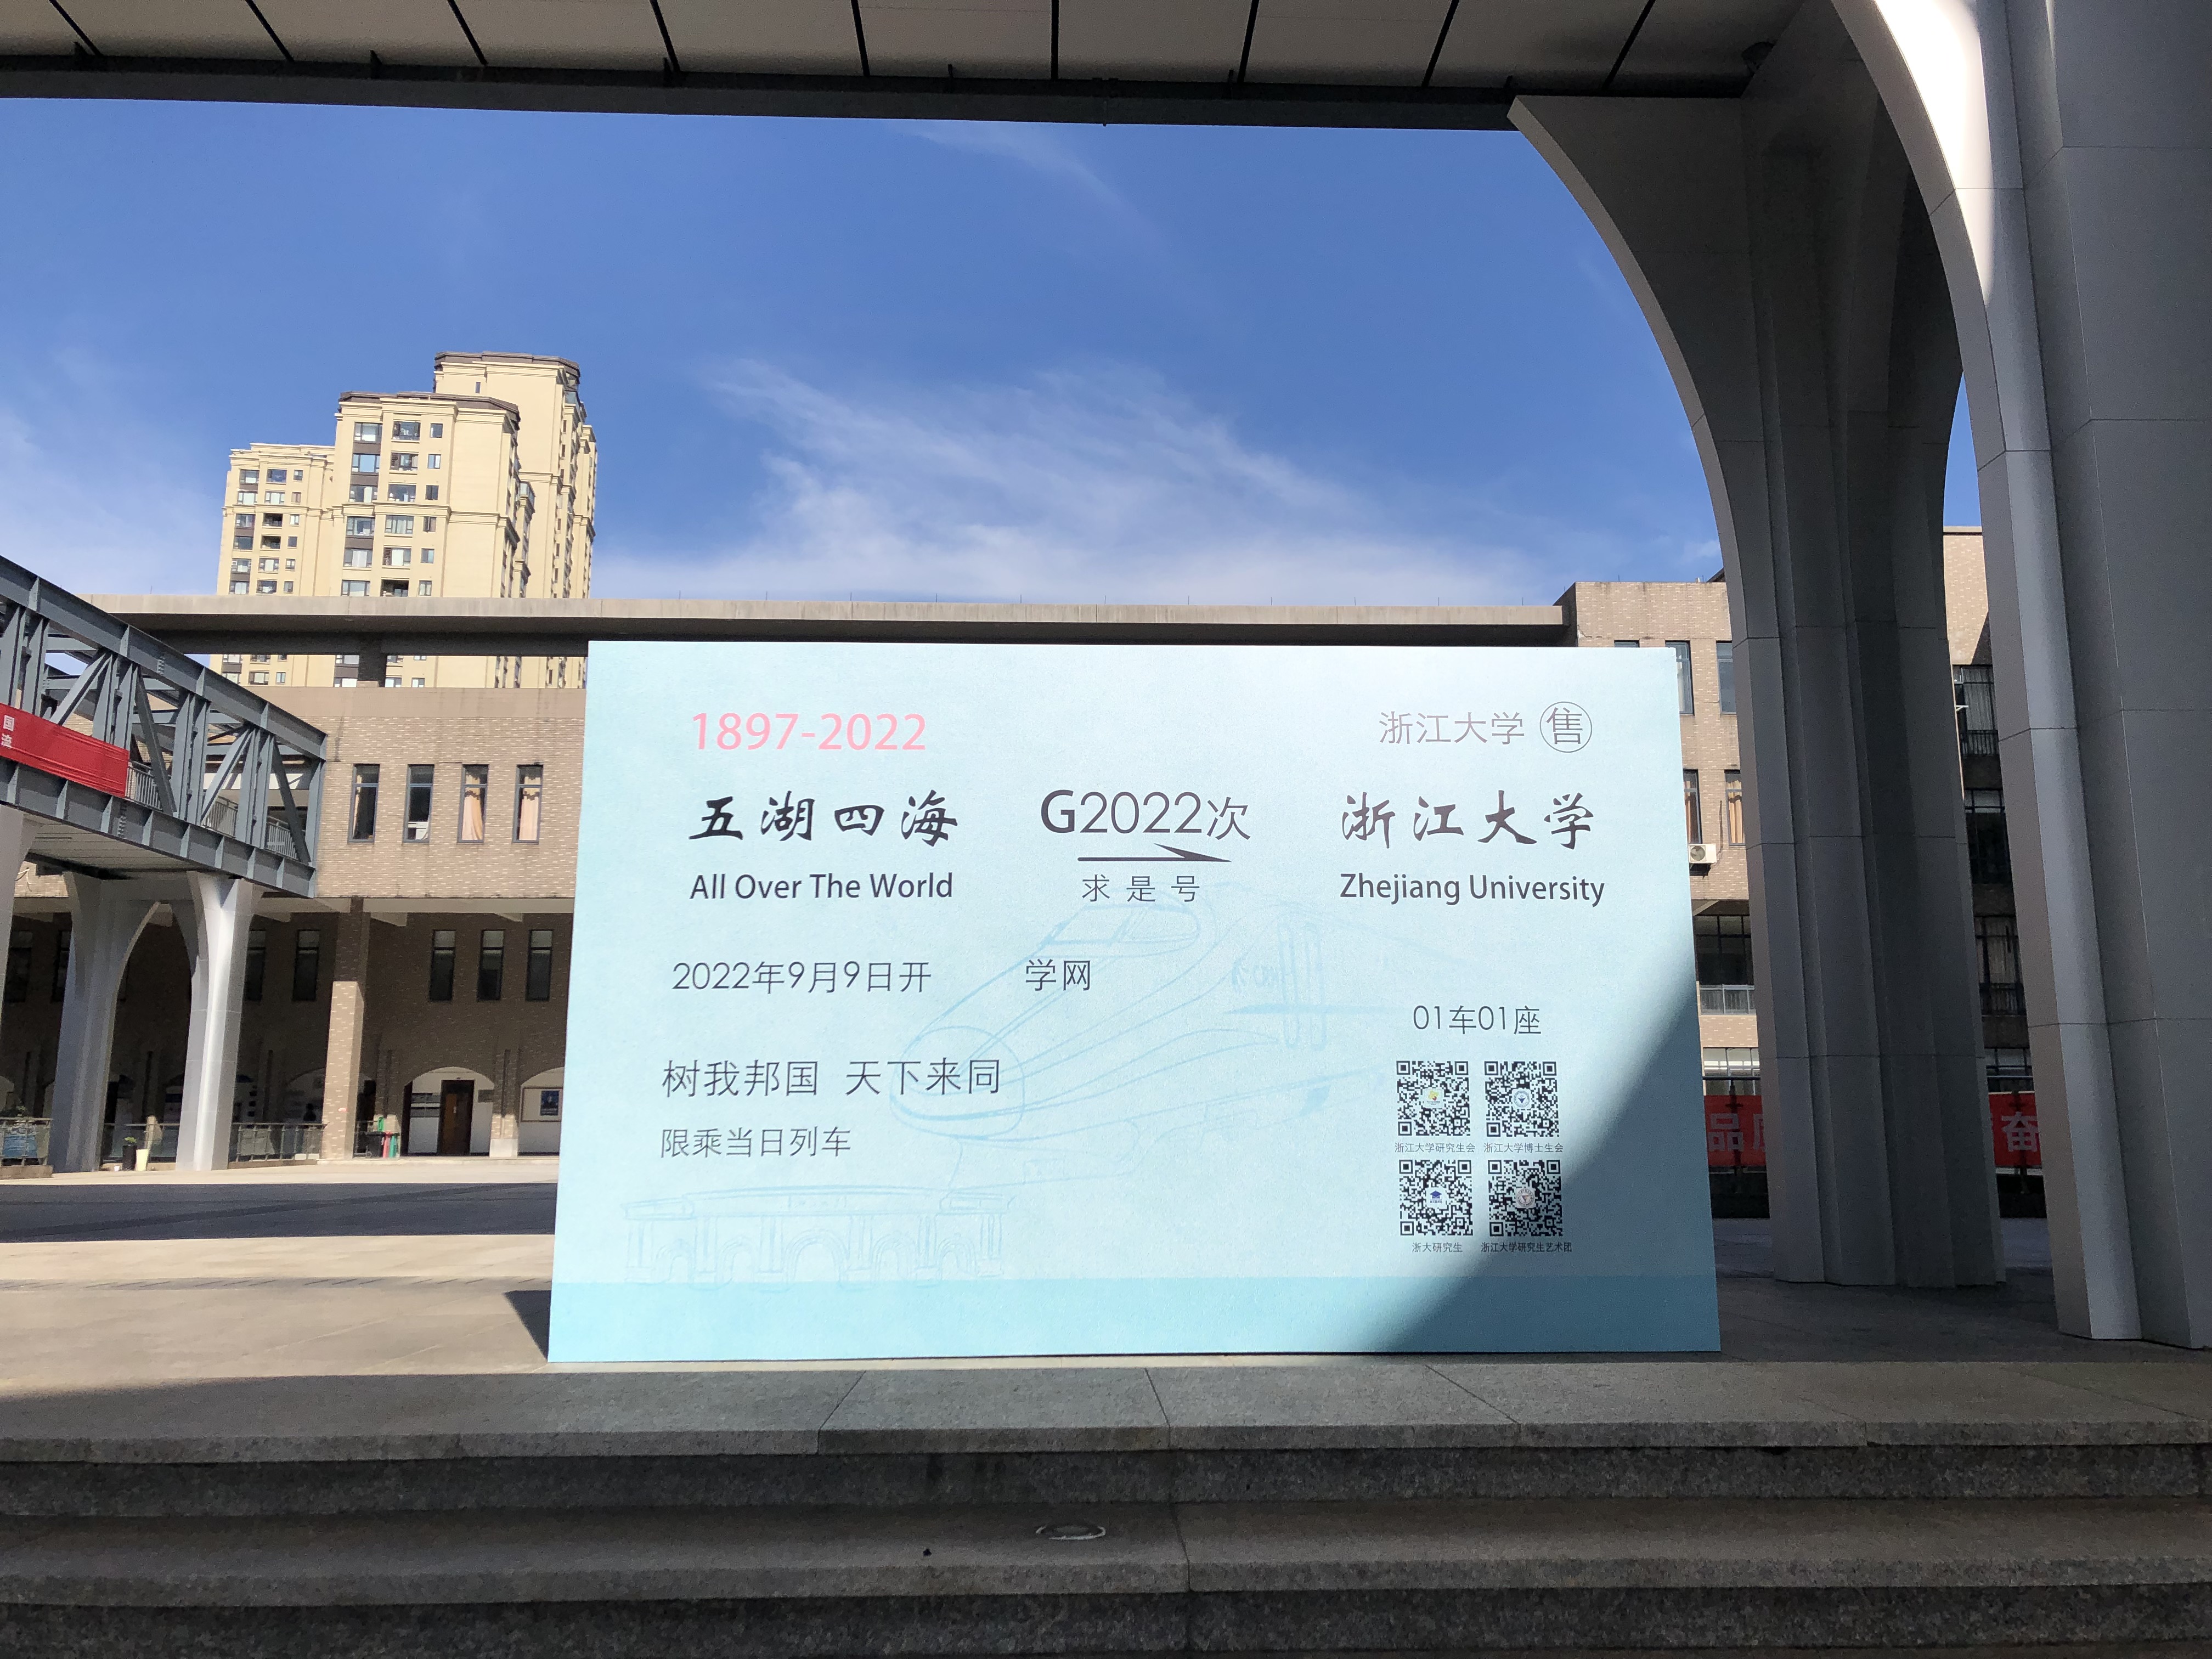 国
流
1897-2022
浙江大学 售
五湖四海 G2022次 浙江大学
All Over The World 求是号 Zhejiang University
2022年9月9日开 学网
01车01座
树我邦国 天下来同
限乘当日列车
浙江大学研究生会 浙江大学博士生会
浙大研究生 浙江大学研究生艺术团
品 奋